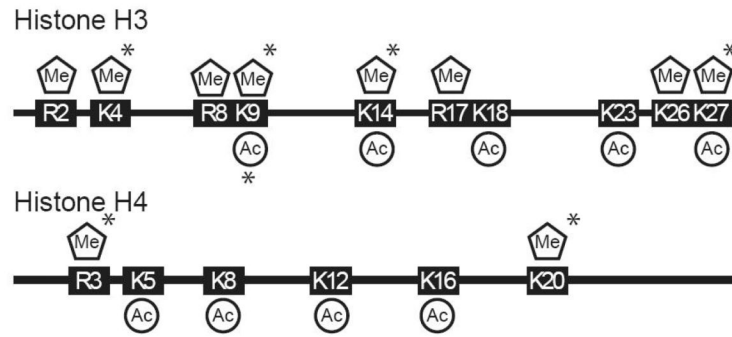 Histone H3
Me Me * Me Me * Me * Me Me Me *
R2 K4 R8 K9 K14 R17 K18 K23 K26 K27
Ac Ac Ac Ac Ac
*
Histone H4
Me * Me *
R3 K5 K8 K12 K16 K20
Ac Ac Ac Ac